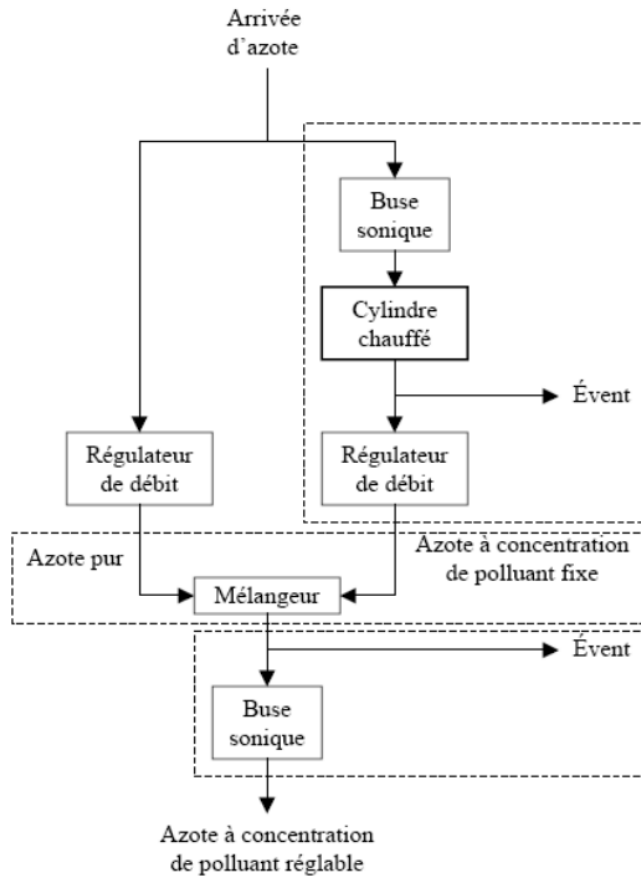 Arrivée
d’azote
Buse
sonique
Cylindre
chauffé
Évent
Régulateur
de débit
Régulateur
de débit
Azote pur
Azote à concentration
de polluant fixe
Mélangeur
Évent
Buse
sonique
Azote à concentration
de polluant réglable